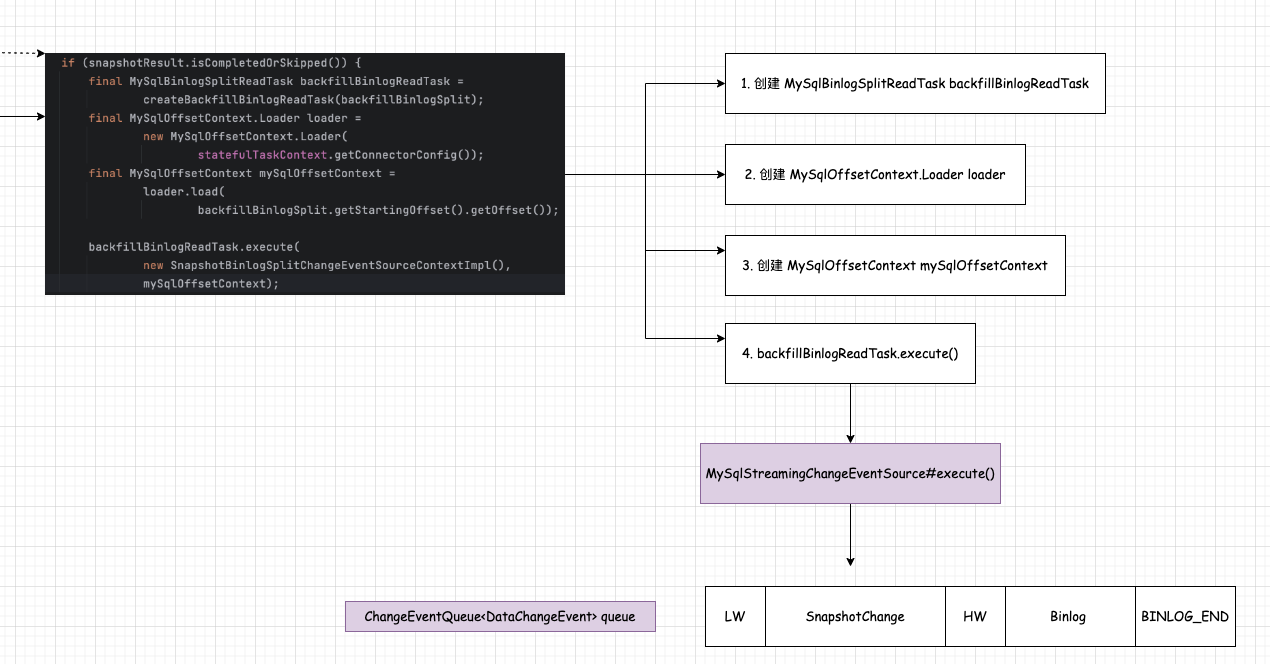 if (snapshotResult.isCompletedOrSkipped()) {
final MySqlBinlogSplitReadTask backfillBinlogReadTask =
createBackfillBinlogReadTask(backfillBinlogSplit);
final MySqlOffsetContext.Loader loader =
new MySqlOffsetContext.Loader(
statefulTaskContext.getConnectorConfig());
final MySqlOffsetContext mySqlOffsetContext =
loader.load(
backfillBinlogSplit.getStartingOffset().getOffset());
backfillBinlogReadTask.execute(
new SnapshotBinlogSplitChangeEventSourceContextImpl(),
mySqlOffsetContext);
1. 创建 MySqlBinlogSplitReadTask backfillBinlogReadTask
2. 创建 MySqlOffsetContext.Loader loader
3. 创建 MySqlOffsetContext mySqlOffsetContext
4. backfillBinlogReadTask.execute()
MySqlStreamingChangeEventSource#execute()
ChangeEventQueue<DataChangeEvent> queue
LW
SnapshotChange
HW
Binlog
BINLOG_END